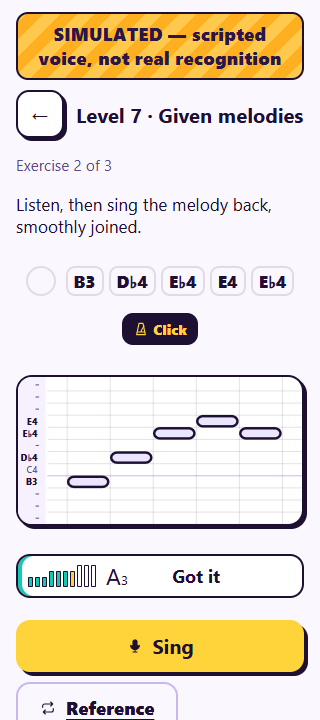 SIMULATED — scripted
voice, not real recognition
← Level 7 · Given melodies
Exercise 2 of 3
Listen, then sing the melody back,
smoothly joined.
B3 D♭4 E♭4 E4 E♭4
Click
E4
E♭4
D♭4
C4
B3
A3 Got it
Sing
Reference